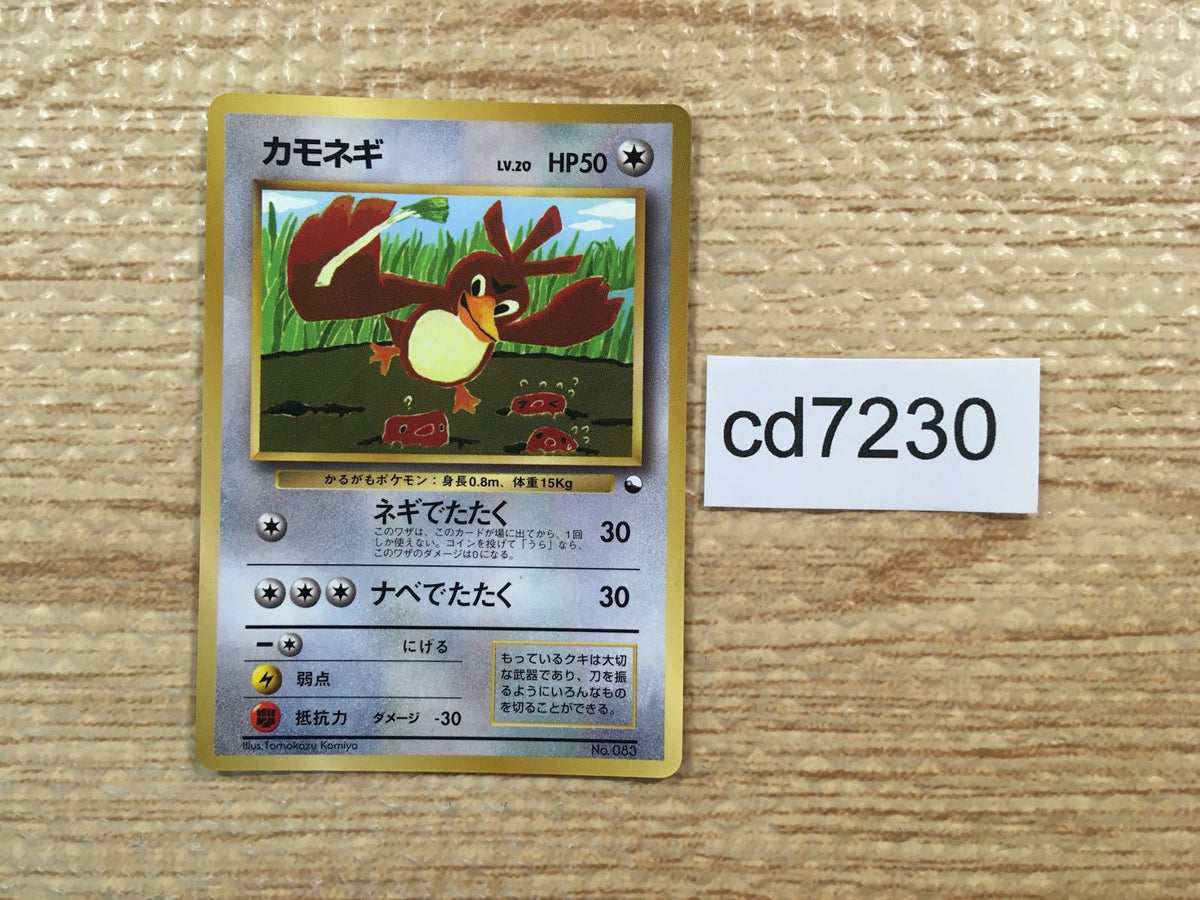 カモネギ LV.20 HP50
かるがもポケモン：身長0.8m、体重15Kg
ネギでたたく 30
このワザは、このカードが場に出てから、1回
しか使えない。コインを投げて「うら」なら、
このワザのダメージは0になる。
ナベでたたく 30
にげる
弱点
抵抗力 ダメージ -30
もっているクキは大切
な武器であり、刀を振
るようにいろんなもの
を切ることができる。
Illus.Tomokazu Komiya No. 083
cd7230